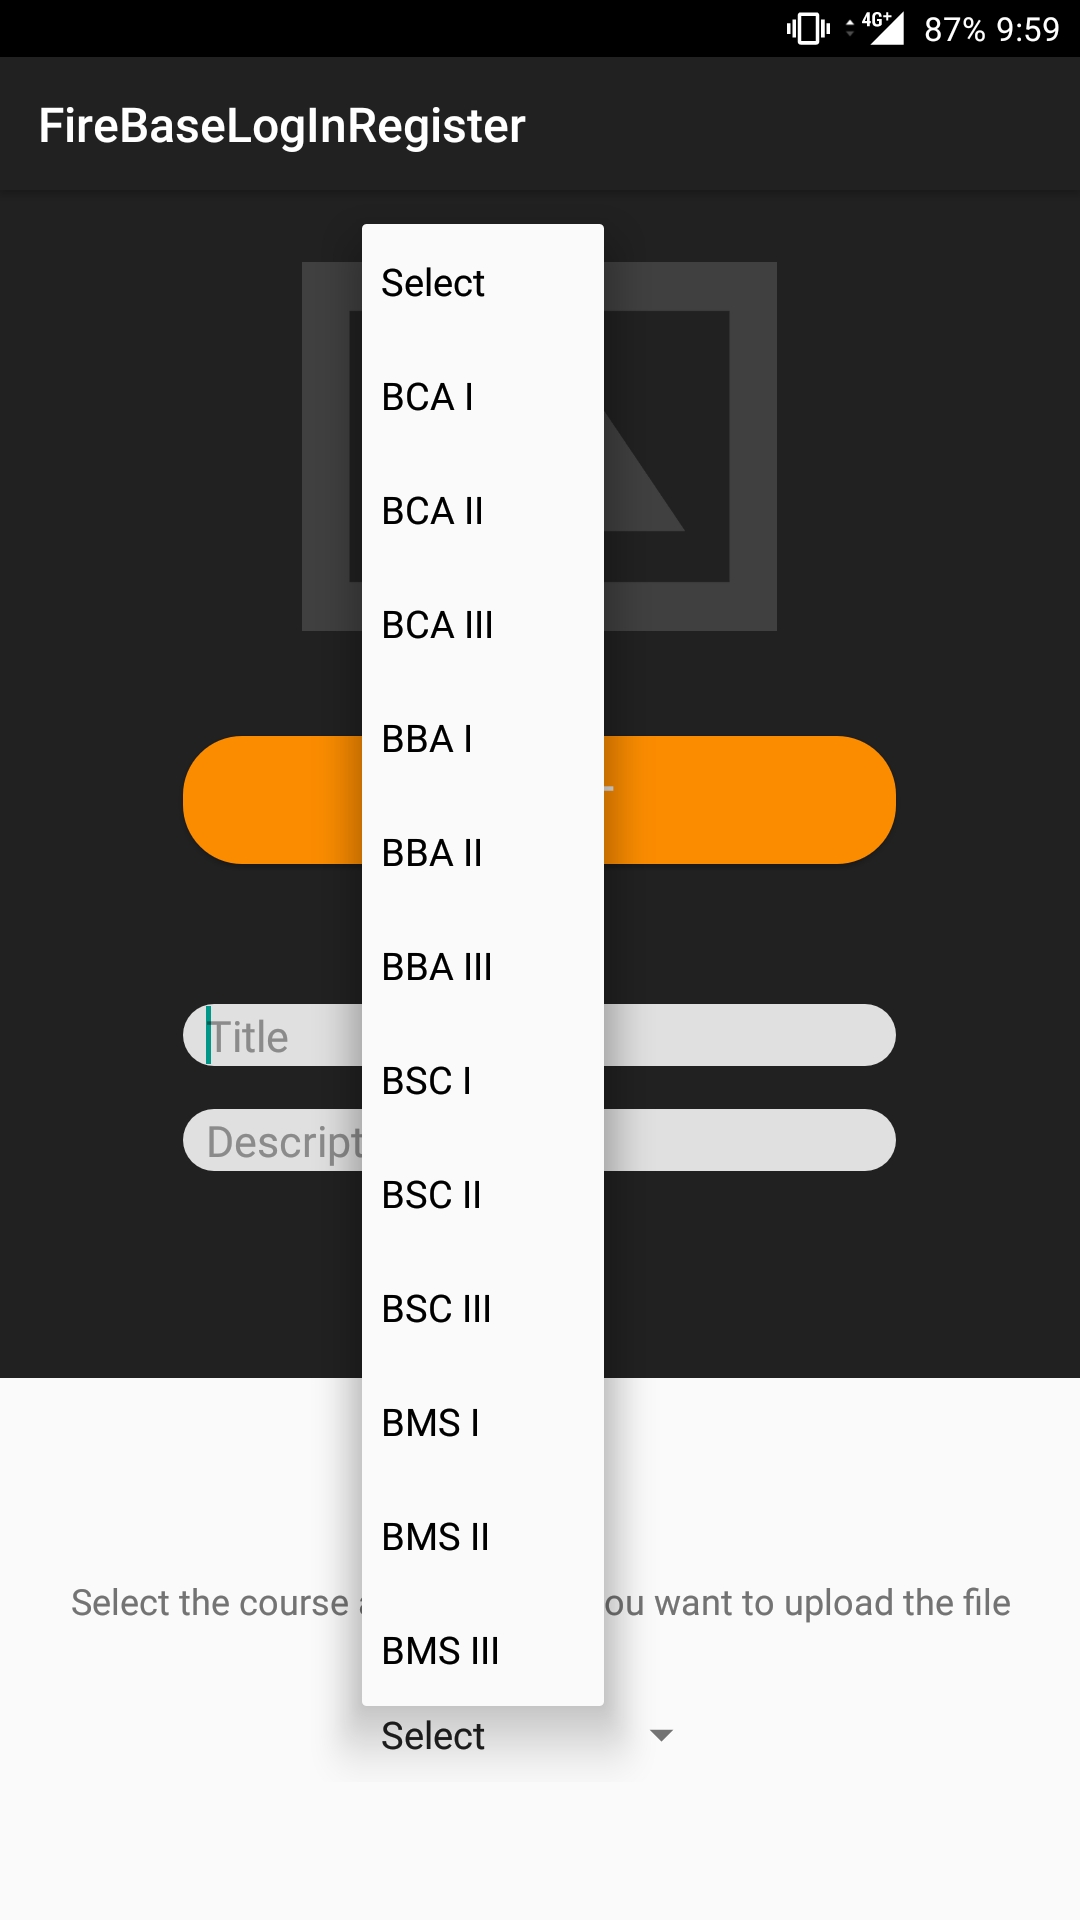 4G+ 87% 9:59
FireBaseLogInRegister
Select
BCA I
BCA II
BCA III
BBA I
BBA II
BBA III
Title
BSC I
Descript
BSC II
BSC III
BMS I
BMS II
Select the course ou want to upload the file
BMS III
Select